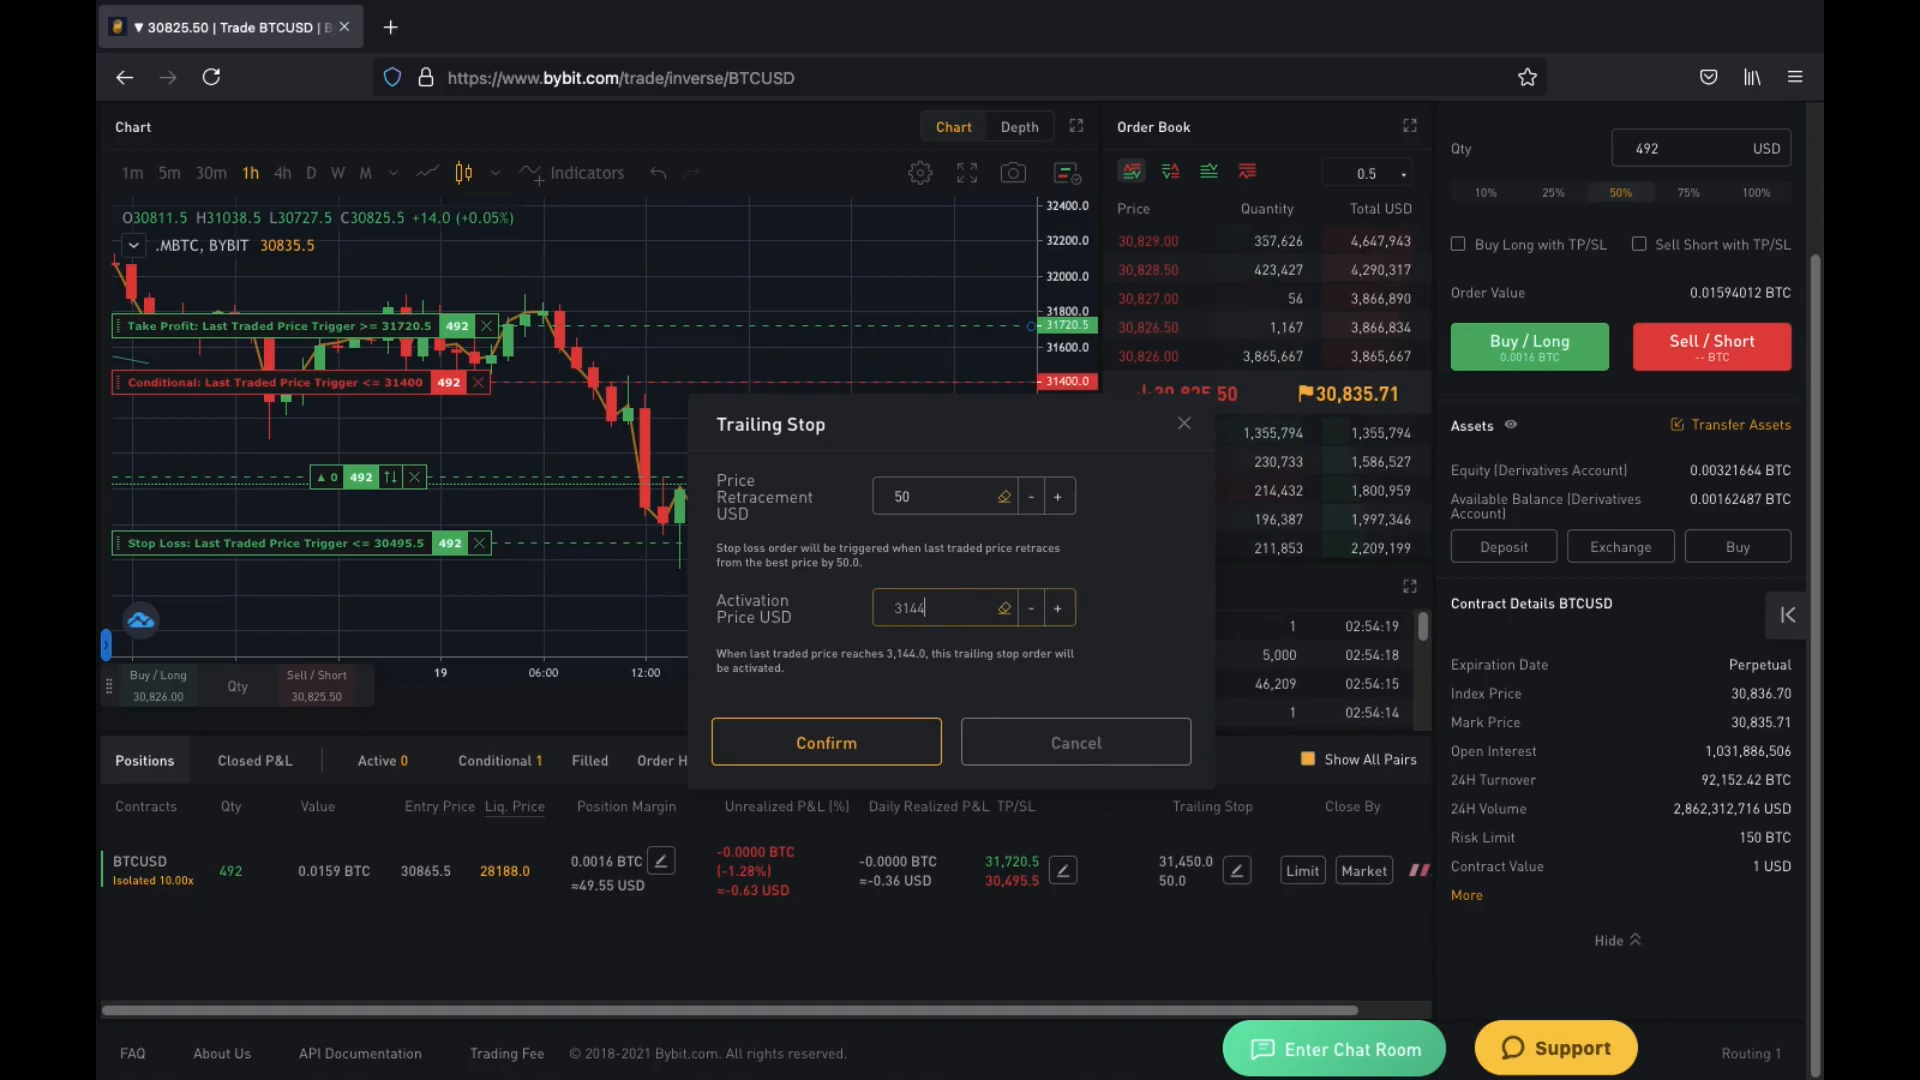 ▼ 30825.50 | Trade BTCUSD | B
https://www.bybit.com/trade/inverse/BTCUSD
Chart
Chart Depth
1m 5m 30m 1h 4h D W M Indicators
O30811.5 H31038.5 L30727.5 C30825.5 +14.0 (+0.05%)
.MBTC, BYBIT 30835.5
Take Profit: Last Traded Price Trigger >= 31720.5 492
Conditional: Last Traded Price Trigger <= 31400 492
▲ 0 492
Stop Loss: Last Traded Price Trigger <= 30495.5 492
32400.0
32200.0
32000.0
31800.0
31720.5
31600.0
31400.0
19 06:00 12:00
Buy / Long
30,826.00
Qty
Sell / Short
30,825.50
Order Book
0.5
Price Quantity Total USD
30,829.00 357,626 4,647,943
30,828.50 423,427 4,290,317
30,827.00 54 3,866,890
30,826.50 1,167 3,866,834
30,826.00 3,865,667 3,865,667
30,825.50 30,835.71
1,355,794 1,355,794
230,733 1,586,527
214,432 1,800,959
196,387 1,997,346
211,853 2,209,199
1 02:54:19
5,000 02:54:18
46,209 02:54:15
1 02:54:14
Trailing Stop
Price
Retracement
USD
50 - +
Stop loss order will be triggered when last traded price retraces
from the best price by 50.0.
Activation
Price USD
3144 - +
When last traded price reaches 3,144.0, this trailing stop order will
be activated.
Confirm Cancel
Qty 492 USD
10% 25% 50% 75% 100%
Buy Long with TP/SL Sell Short with TP/SL
Order Value 0.01594012 BTC
Buy / Long
0.0016 BTC
Sell / Short
-- BTC
Assets Transfer Assets
Equity (Derivatives Account) 0.00321664 BTC
Available Balance (Derivatives
Account) 0.00162487 BTC
Deposit Exchange Buy
Contract Details BTCUSD
Expiration Date Perpetual
Index Price 30,836.70
Mark Price 30,835.71
Open Interest 1,031,886,506
24H Turnover 92,152.42 BTC
24H Volume 2,862,312,716 USD
Risk Limit 150 BTC
Contract Value 1 USD
More
Hide
Positions Closed P&L Active 0 Conditional 1 Filled Order H
Show All Pairs
Contracts Qty Value Entry Price Liq. Price Position Margin Unrealized P&L (%) Daily Realized P&L TP/SL Trailing Stop Close By
BTCUSD
Isolated 10.00x
492
0.0159 BTC
30865.5
28188.0
0.0016 BTC
≈49.55 USD
-0.0000 BTC
(-1.28%)
≈-0.63 USD
-0.0000 BTC
≈-0.36 USD
31,720.5
30,495.5
31,450.0
50.0
Limit Market
FAQ About Us API Documentation Trading Fee © 2018-2021 Bybit.com. All rights reserved.
Enter Chat Room
Support
Routing 1